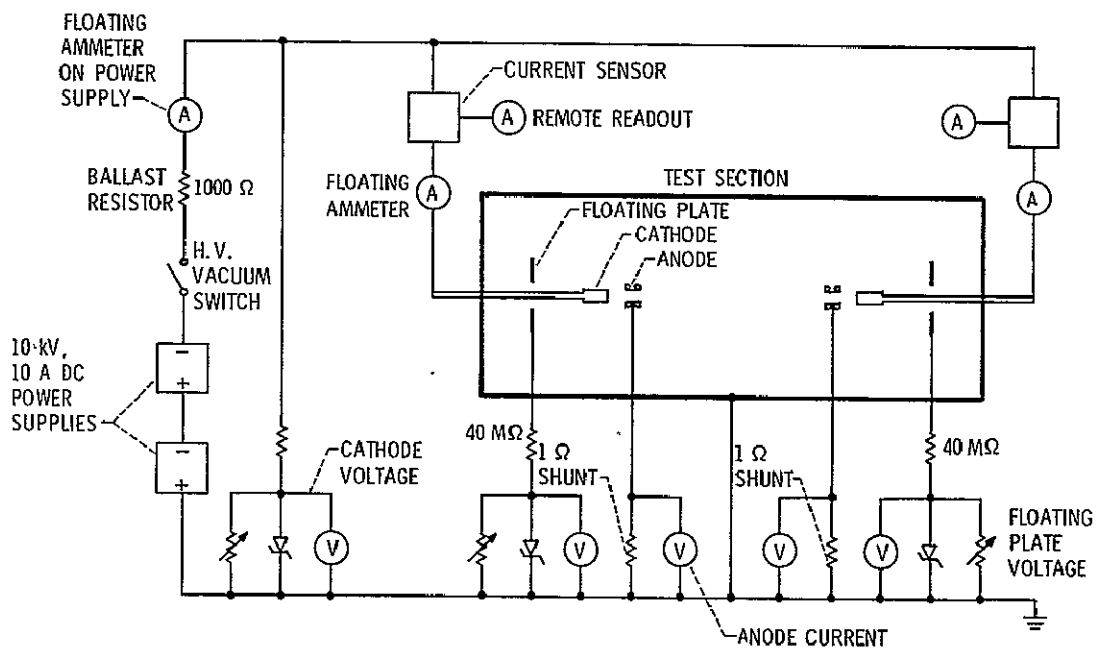 FLOATING
AMMETER
ON POWER
SUPPLY
A
BALLAST
RESISTOR
1000 Ω
H.V.
VACUUM
SWITCH
10-kV,
10 A DC
POWER
SUPPLIES
−
+
−
+
CATHODE
VOLTAGE
V
CURRENT SENSOR
A
REMOTE READOUT
FLOATING
AMMETER
A
TEST SECTION
FLOATING PLATE
CATHODE
ANODE
A
A
40 MΩ
1 Ω
SHUNT
V
V
ANODE CURRENT
1 Ω
SHUNT
V
V
40 MΩ
FLOATING
PLATE
VOLTAGE